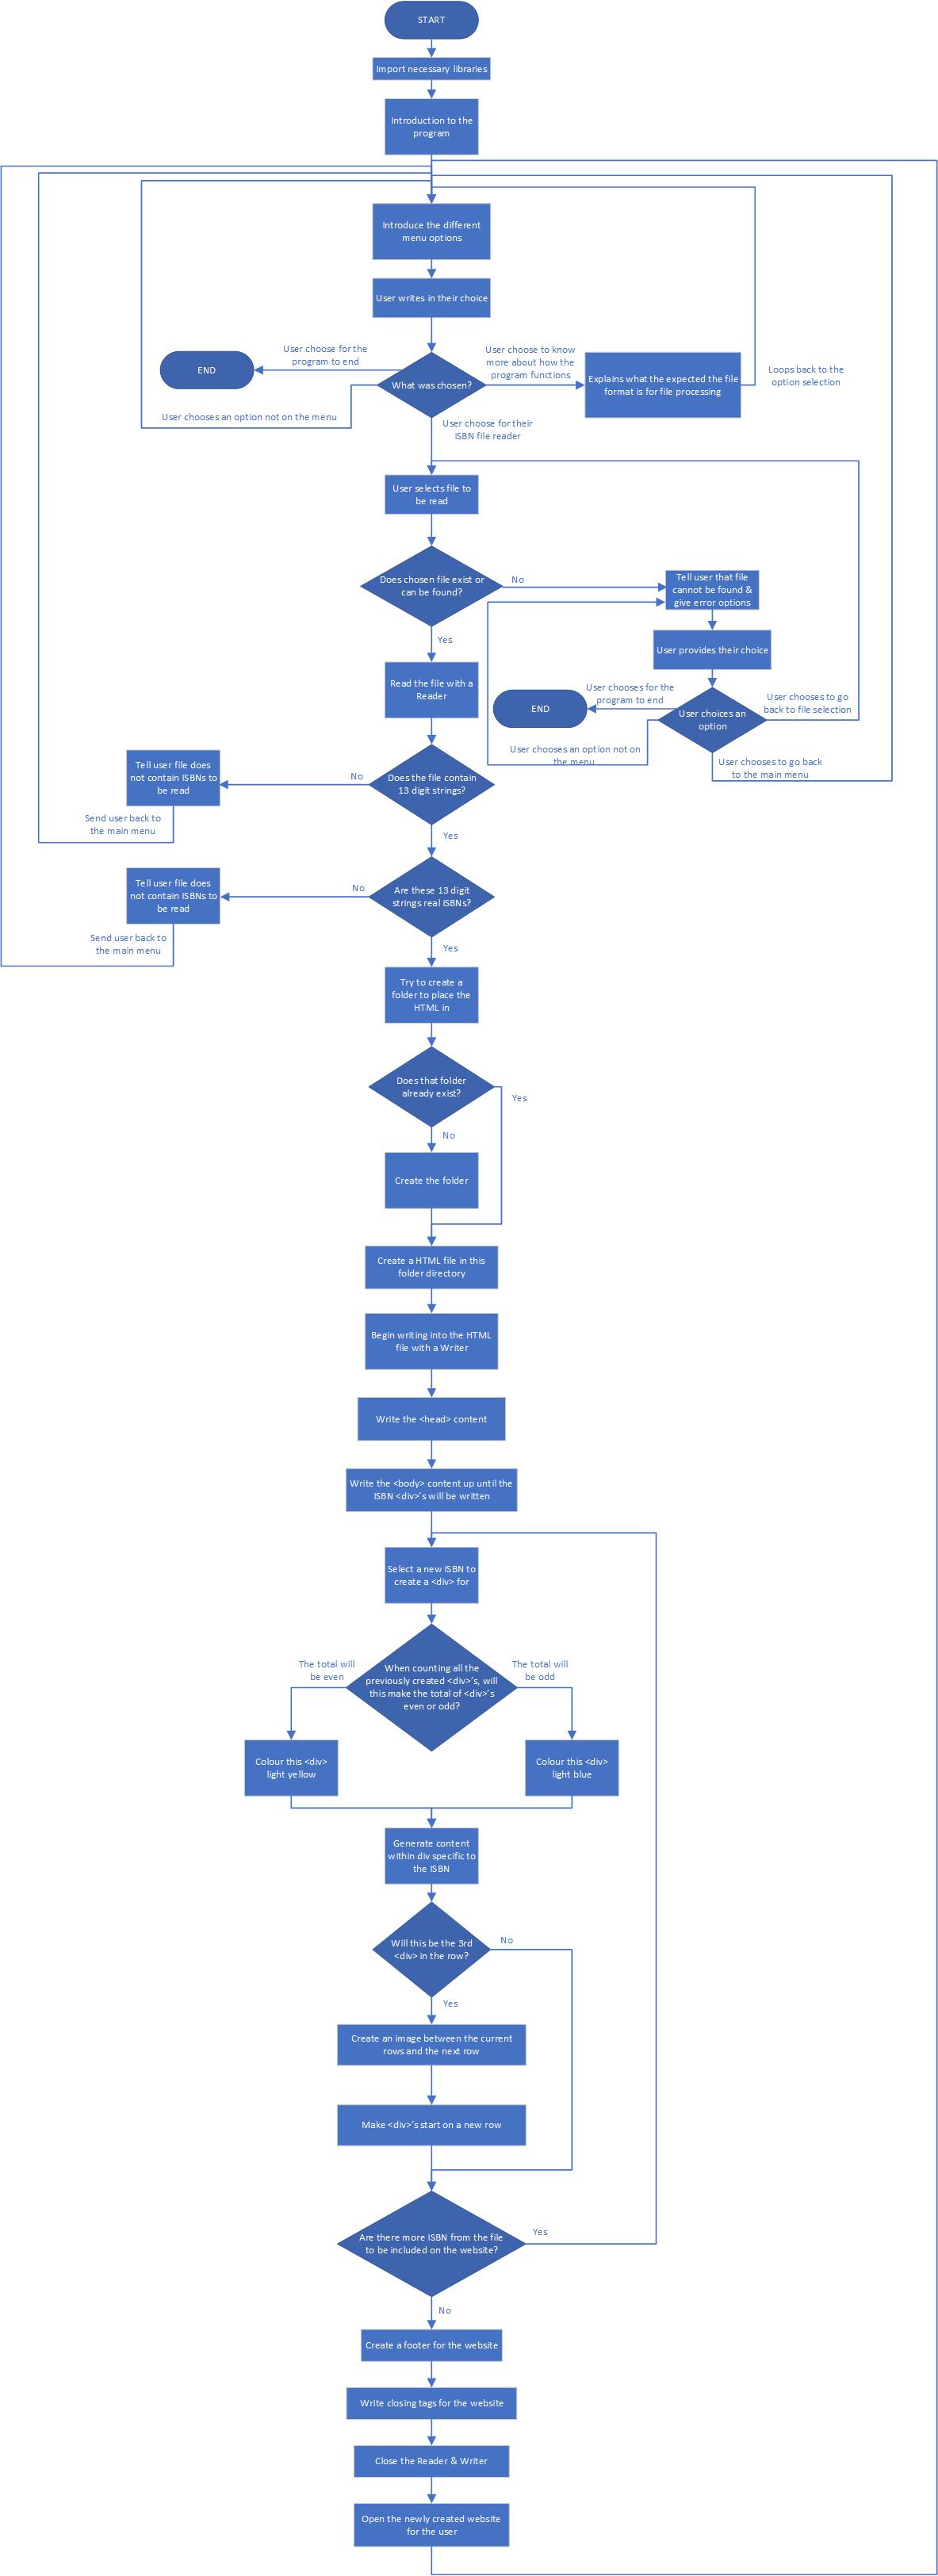 START
Import necessary libraries
Introduction to the
program
Introduce the different
menu options
User writes in their choice
User choose for the
program to end
END
What was chosen?
User choose to know
more about how the
program functions
Explains what the expected the file
format is for file processing
Loops back to the
option selection
User chooses an option not on the menu
User choose for their
ISBN file reader
User selects file to
be read
Does chosen file exist or
can be found?
No
Tell user that file
cannot be found &
give error options
Yes
User provides their choice
Read the file with a
Reader
User chooses for the
program to end
END
User choices an
option
User chooses to go
back to file selection
User chooses an option not on
the menu
User chooses to go back
to the main menu
Does the file contain
13 digit strings?
No
Tell user file does
not contain ISBNs to
be read
Send user back to
the main menu
Yes
Are these 13 digit
strings real ISBNs?
No
Tell user file does
not contain ISBNs to
be read
Send user back to
the main menu
Yes
Try to create a
folder to place the
HTML in
Does that folder
already exist?
Yes
No
Create the folder
Create a HTML file in this
folder directory
Begin writing into the HTML
file with a Writer
Write the <head> content
Write the <body> content up until the
ISBN <div>'s will be written
Select a new ISBN to
create a <div> for
The total will
be even
When counting all the
previously created <div>'s, will
this make the total of <div>'s
even or odd?
The total will
be odd
Colour this <div>
light yellow
Colour this <div>
light blue
Generate content
within div specific to
the ISBN
Will this be the 3rd
<div> in the row?
No
Yes
Create an image between the current
rows and the next row
Make <div>'s start on a new row
Are there more ISBN from the file
to be included on the website?
Yes
No
Create a footer for the website
Write closing tags for the website
Close the Reader & Writer
Open the newly created website
for the user